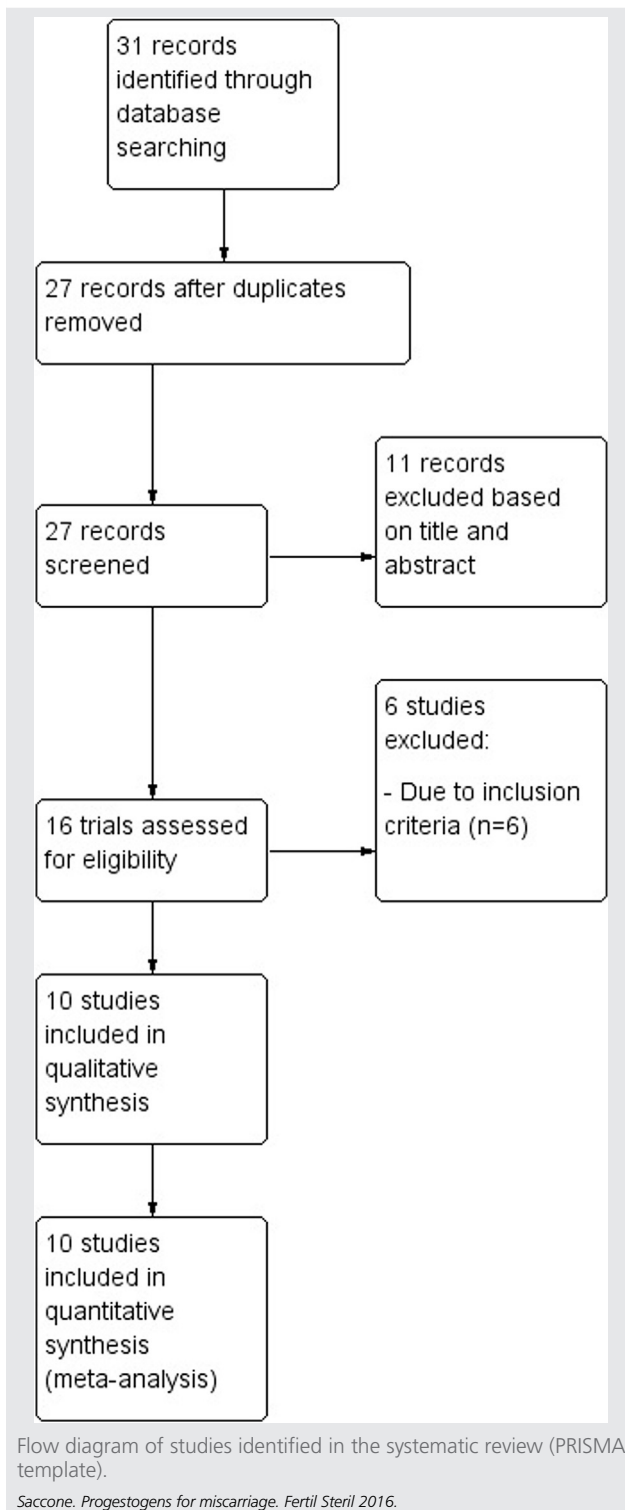 31 records
identified through
database
searching
27 records after duplicates
removed
27 records
screened
11 records
excluded based
on title and
abstract
16 trials assessed
for eligibility
6 studies
excluded:
- Due to inclusion
criteria (n=6)
10 studies
included in
qualitative
synthesis
10 studies
included in
quantitative
synthesis
(meta-analysis)
Flow diagram of studies identified in the systematic review (PRISMA
template).
Saccone. Progestogens for miscarriage. Fertil Steril 2016.